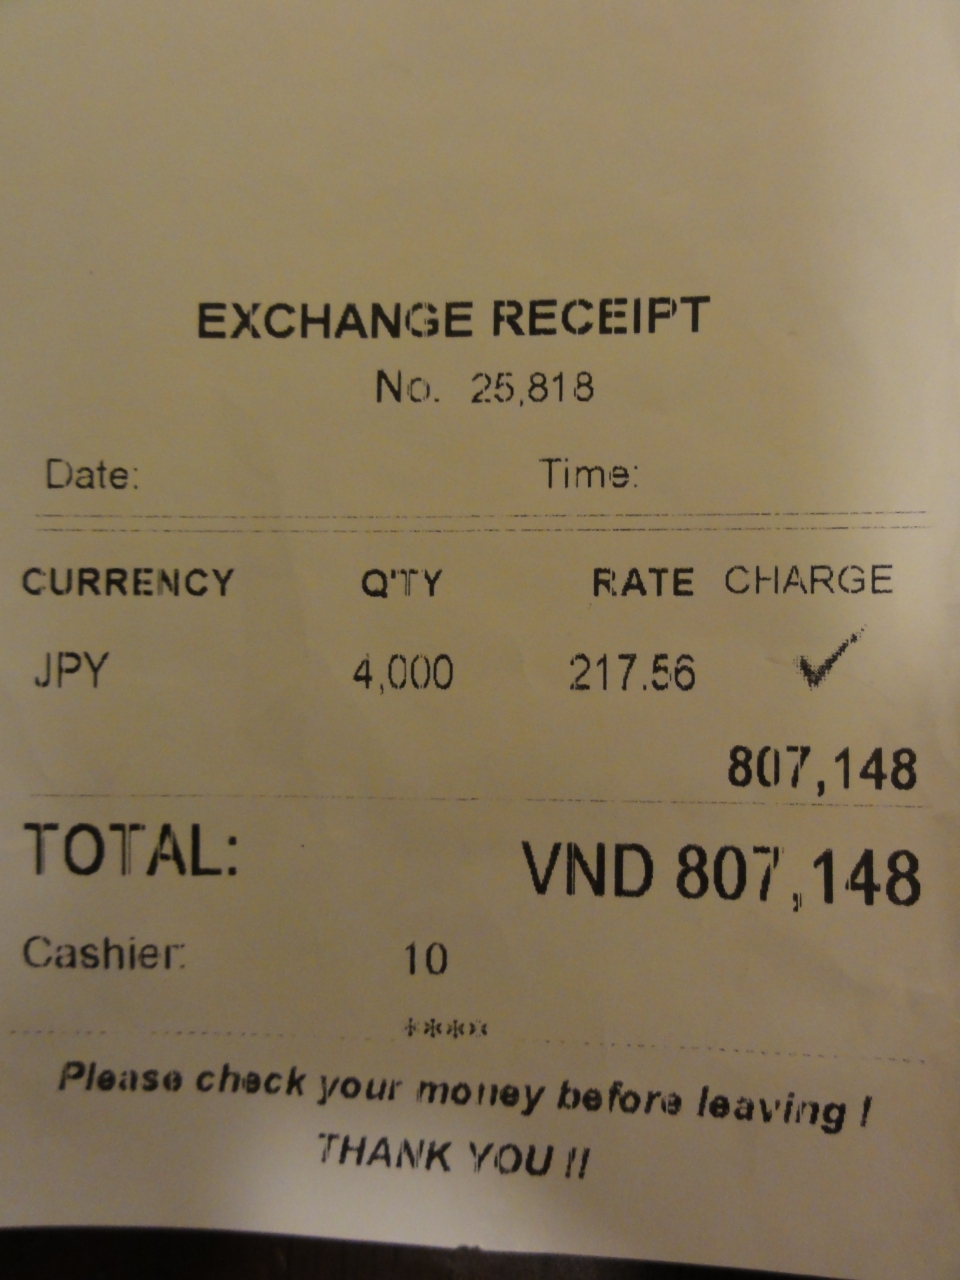 EXCHANGE RECEIPT
No. 25,818
Date: Time:
CURRENCY Q'TY RATE CHARGE
JPY 4,000 217.56 ✓
807,148
TOTAL: VND 807,148
Cashier: 10
****
Please check your money before leaving !
THANK YOU !!